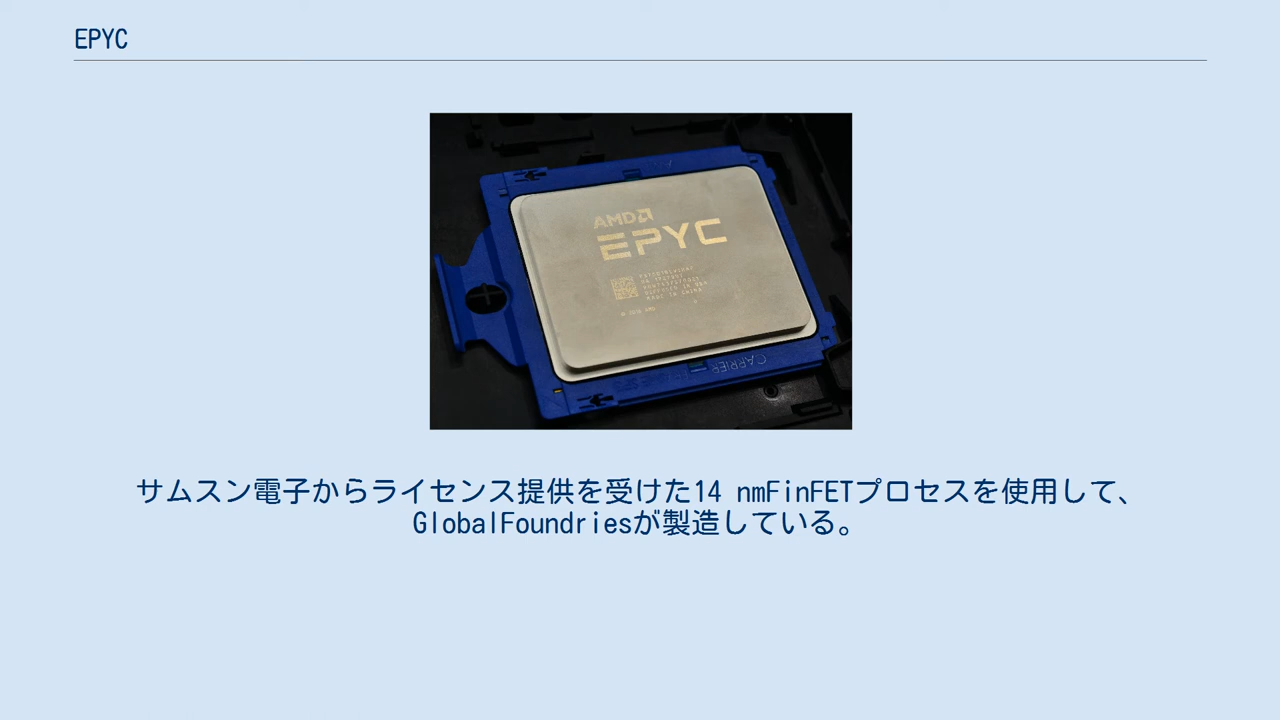 EPYC
AMD
EPYC
CARRIER
サムスン電子からライセンス提供を受けた14 nmFinFETプロセスを使用して、
GlobalFoundriesが製造している。